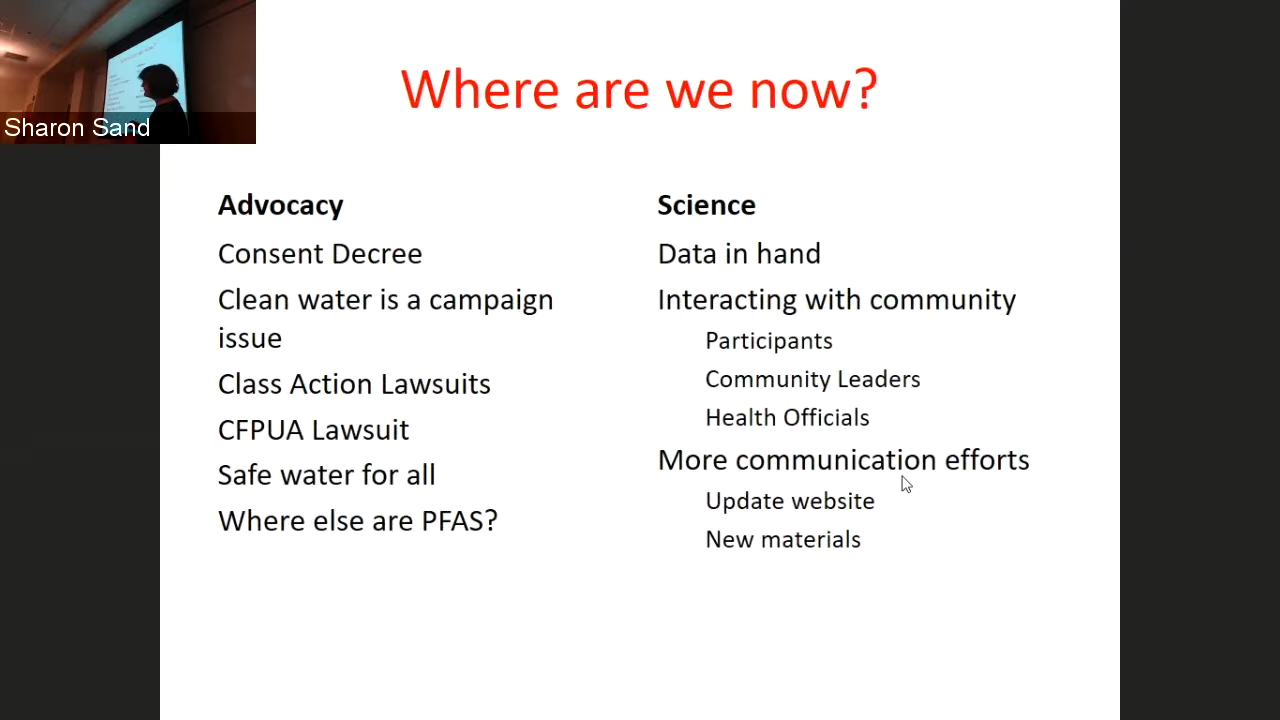 Sharon Sand
Where are we now?
Advocacy
Consent Decree
Clean water is a campaign
issue
Class Action Lawsuits
CFPUA Lawsuit
Safe water for all
Where else are PFAS?
Science
Data in hand
Interacting with community
Participants
Community Leaders
Health Officials
More communication efforts
Update website
New materials